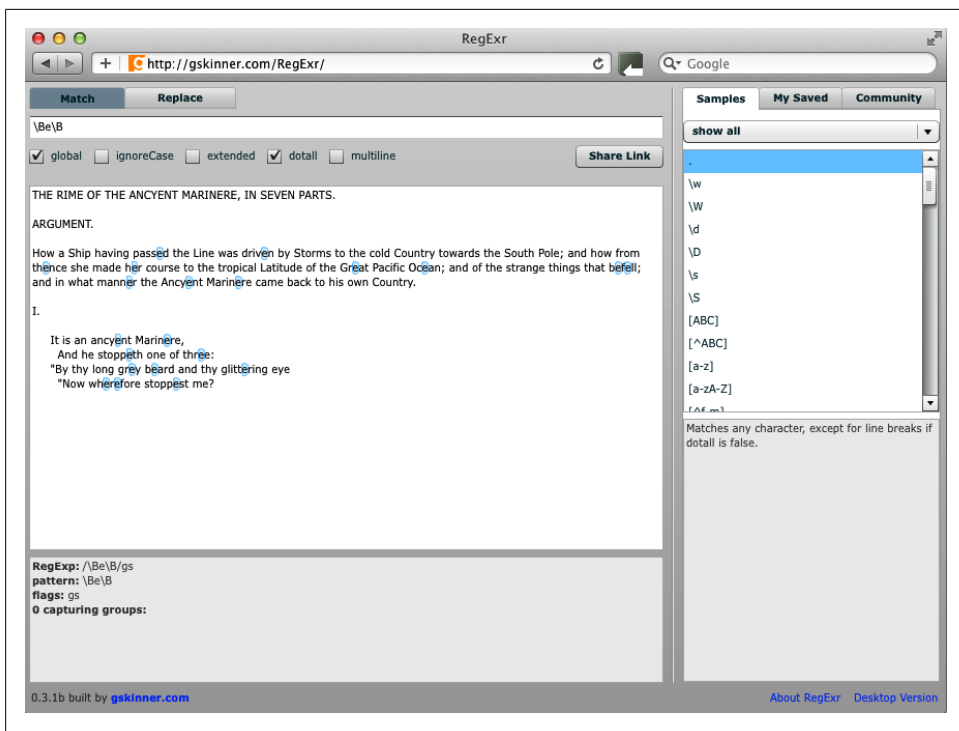 RegExr
http://gskinner.com/RegExr/
Google
Match Replace
\Be\B
global ignoreCase extended dotall multiline Share Link
THE RIME OF THE ANCYENT MARINERE, IN SEVEN PARTS.
ARGUMENT.
How a Ship having passed the Line was driven by Storms to the cold Country towards the South Pole; and how from
thence she made her course to the tropical Latitude of the Great Pacific Ocean; and of the strange things that befell;
and in what manner the Ancyent Marinere came back to his own Country.
I.
It is an ancyent Marinere,
And he stoppeth one of three:
"By thy long grey beard and thy glittering eye
"Now wherefore stoppest me?
RegExp: /\Be\B/gs
pattern: \Be\B
flags: gs
0 capturing groups:
Samples My Saved Community
show all
.
\w
\W
\d
\D
\s
\S
[ABC]
[^ABC]
[a-z]
[a-zA-Z]
[^f-m]
Matches any character, except for line breaks if
dotall is false.
0.3.1b built by gskinner.com
About RegExr Desktop Version